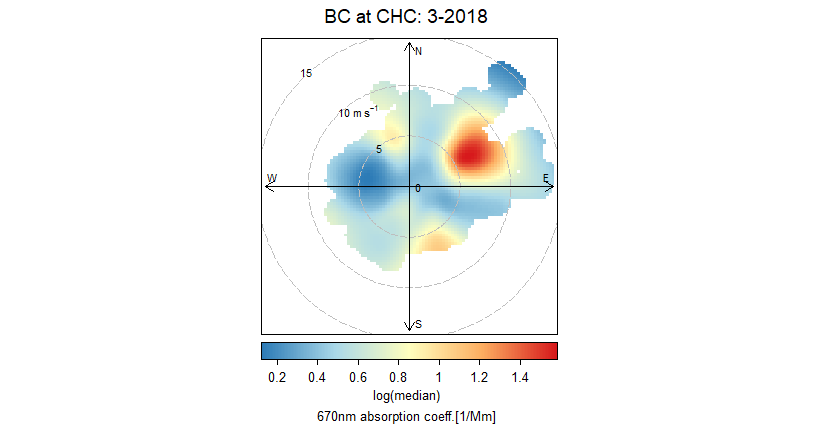 BC at CHC: 3-2018
N
15
10 m s⁻¹
5
W
E
0
S
0.2 0.4 0.6 0.8 1 1.2 1.4
log(median)
670nm absorption coeff.[1/Mm]